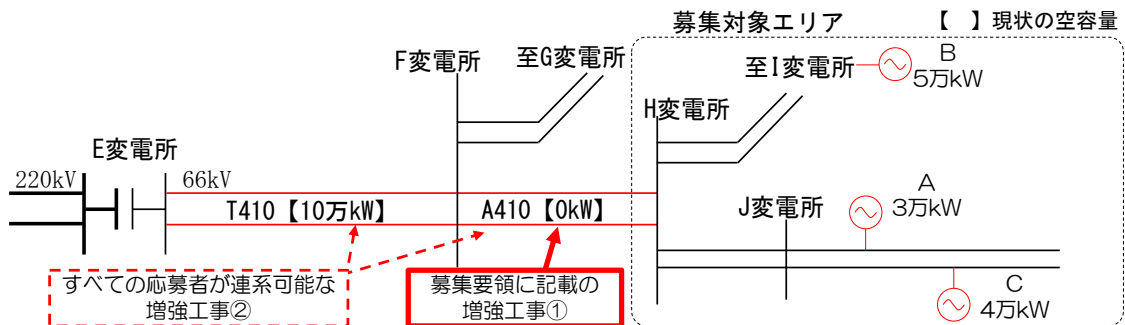 募集対象エリア
【 】現状の空容量
F変電所
至G変電所
至I変電所
B
5万kW
H変電所
E変電所
220kV
66kV
T410【10万kW】
A410【0kW】
J変電所
A
3万kW
すべての応募者が連系可能な
増強工事②
募集要領に記載の
増強工事①
C
4万kW